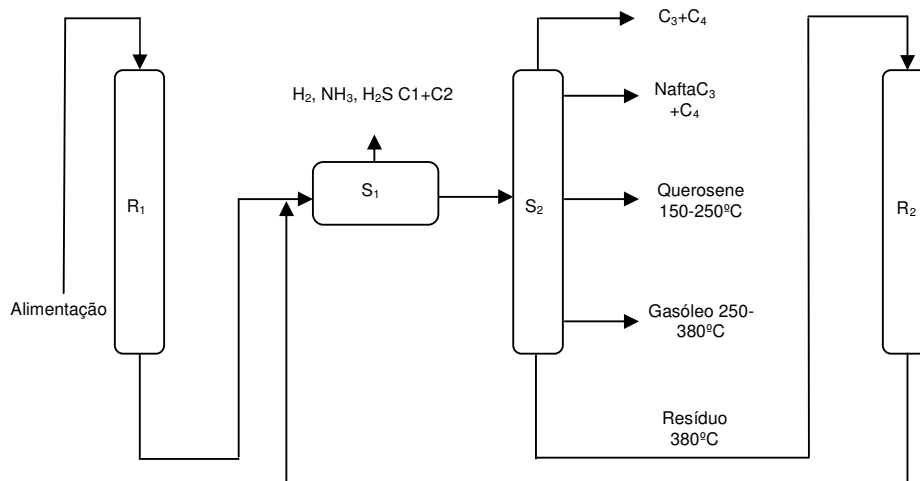 C₃+C₄
H₂, NH₃, H₂S C1+C2
NaftaC₃
+C₄
R₁
S₁
S₂
Querosene
150-250ºC
R₂
Alimentação
Gasóleo 250-
380ºC
Resíduo
380ºC